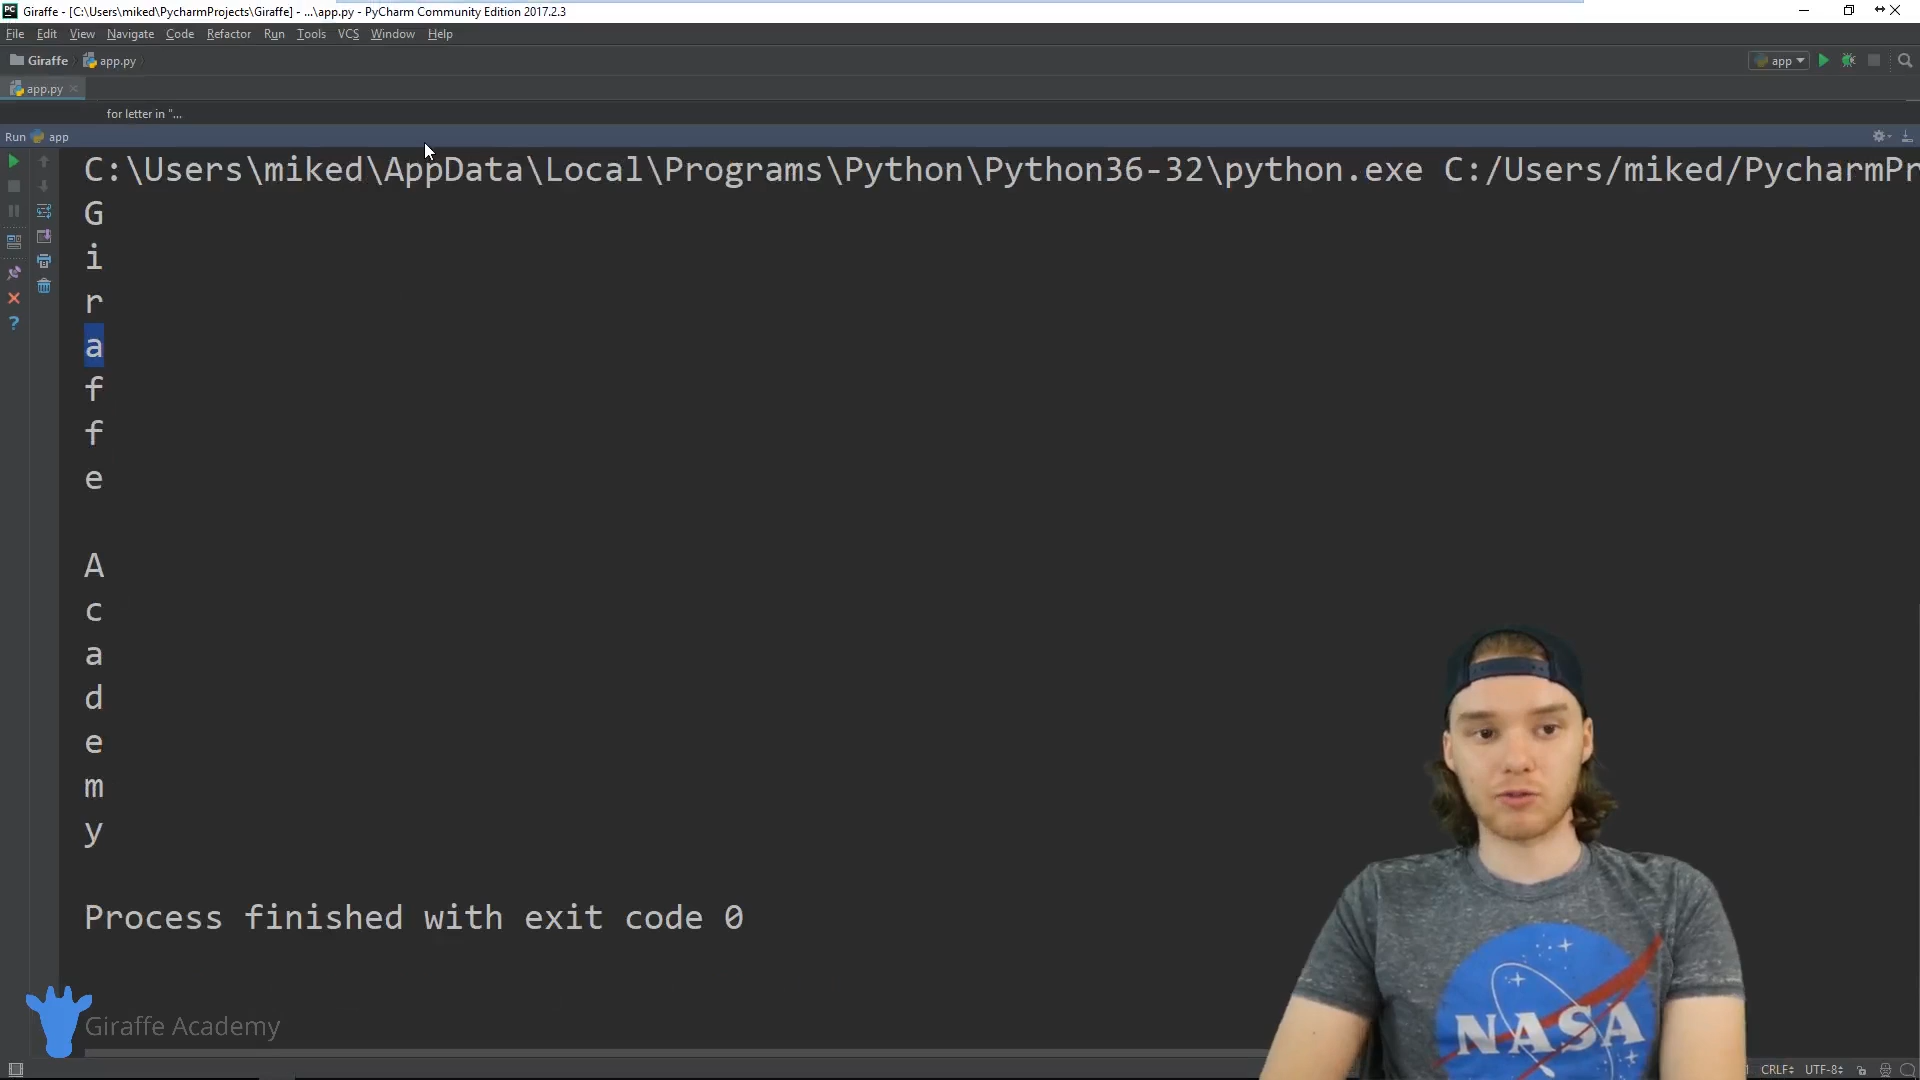 Giraffe - [C:\Users\miked\PycharmProjects\Giraffe] - ...\app.py - PyCharm Community Edition 2017.2.3
File Edit View Navigate Code Refactor Run Tools VCS Window Help
Giraffe app.py app
app.py
for letter in "...
Run app
C:\Users\miked\AppData\Local\Programs\Python\Python36-32\python.exe C:/Users/miked/PycharmPr
G
i
r
a
f
f
e
A
c
a
d
e
m
y
Process finished with exit code 0
Giraffe Academy
NASA
CRLF UTF-8